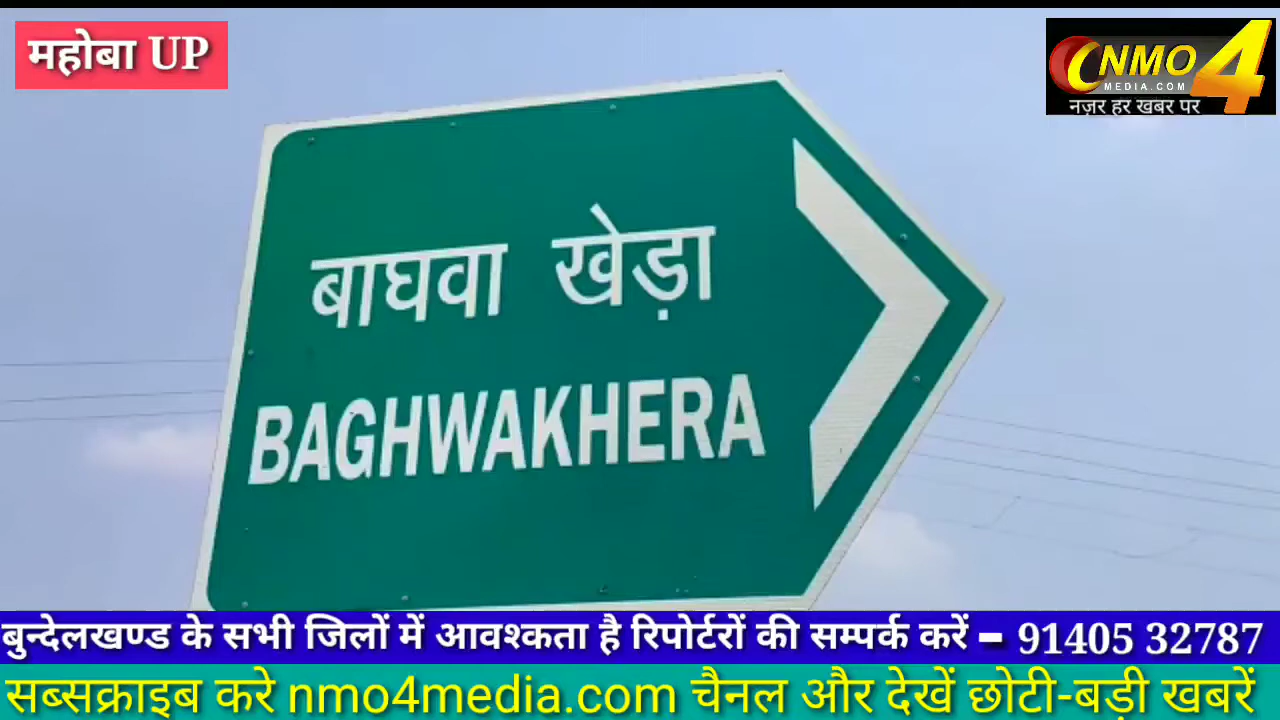 महोबा UP
CNMO 4
MEDIA.COM
नज़र हर खबर पर
बाघवा खेड़ा
BAGHWAKHERA
बुन्देलखण्ड के सभी जिलों में आवश्कता है रिपोर्टरों की सम्पर्क करें – 91405 32787
सब्सक्राइब करे nmo4media.com चैनल और देखें छोटी-बड़ी खबरें